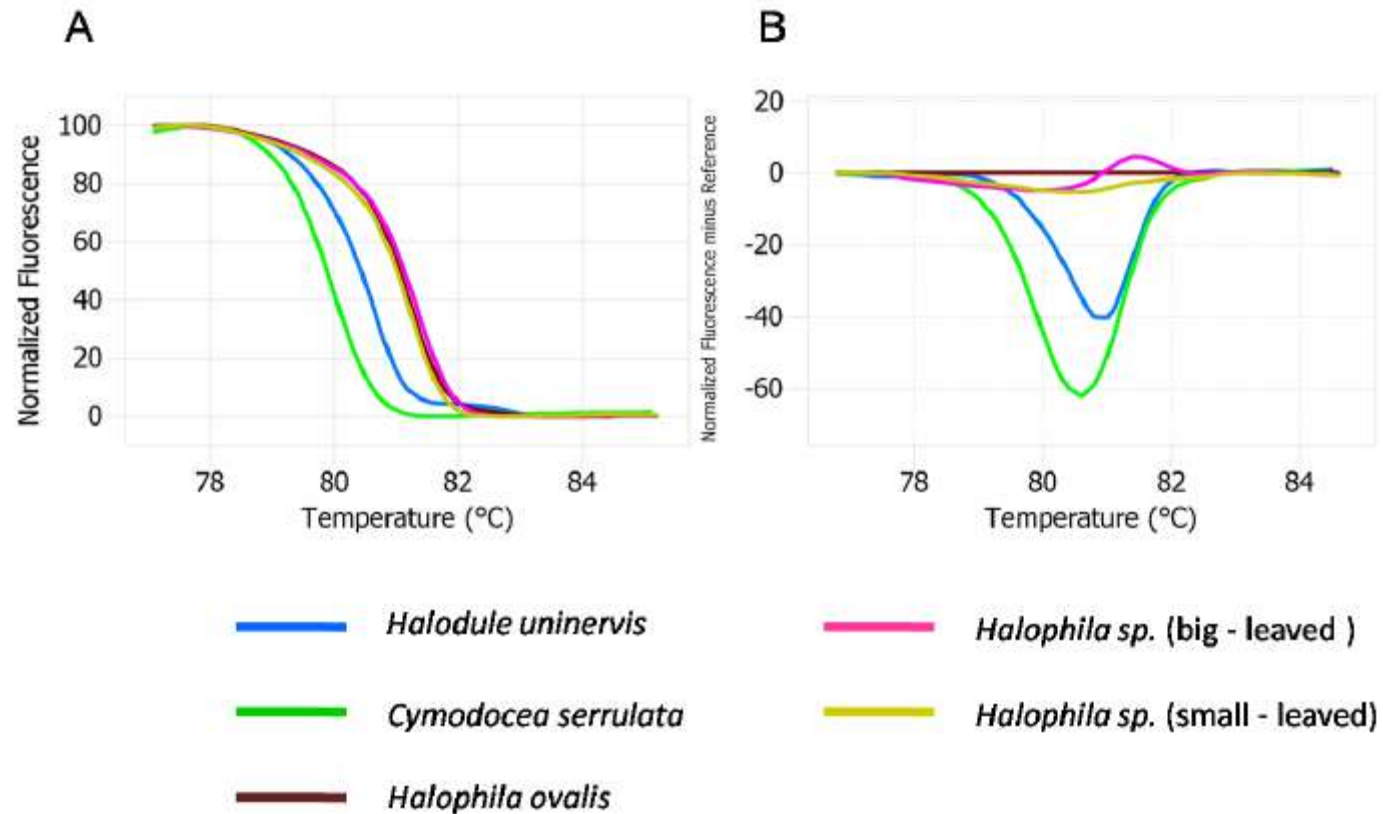 A
B
Normalized Fluorescence
100
80
60
40
20
0
78 80 82 84
Temperature (°C)
Normalized Fluorescence minus Reference
20
0
-20
-40
-60
78 80 82 84
Temperature (°C)
Halodule uninervis
Halophila sp. (big - leaved )
Cymodocea serrulata
Halophila sp. (small - leaved)
Halophila ovalis